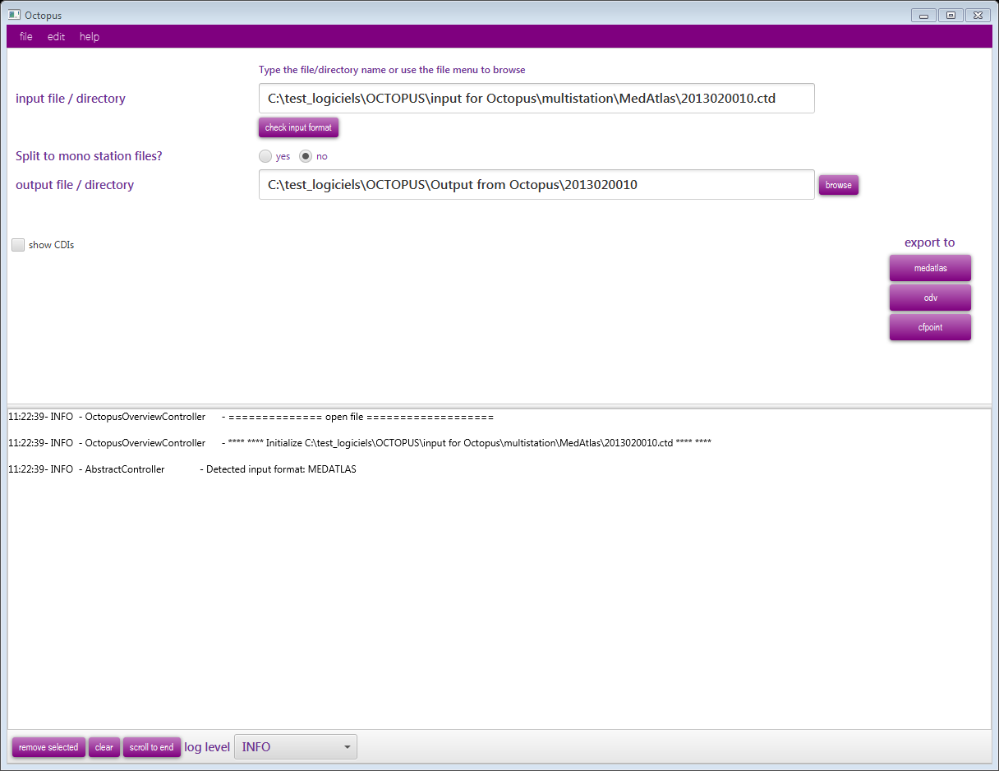 Octopus
file edit help
Type the file/directory name or use the file menu to browse
input file / directory
C:\test_logiciels\OCTOPUS\input for Octopus\multistation\MedAtlas\2013020010.ctd
check input format
Split to mono station files?
yes no
output file / directory
C:\test_logiciels\OCTOPUS\Output from Octopus\2013020010
browse
show CDIs
export to
medatlas
odv
cfpoint
11:22:39- INFO - OctopusOverviewController - ============== open file ===================
11:22:39- INFO - OctopusOverviewController - **** **** Initialize C:\test_logiciels\OCTOPUS\input for Octopus\multistation\MedAtlas\2013020010.ctd **** ****
11:22:39- INFO - AbstractController - Detected input format: MEDATLAS
remove selected clear scroll to end log level INFO